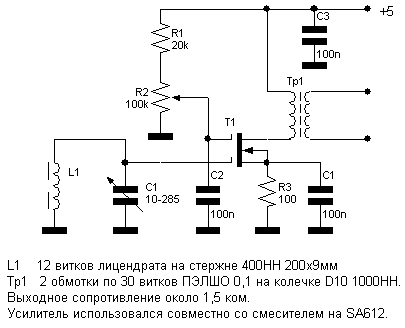 C3
+5
R1
20k
100n
Тр1
R2
100k
T1
L1
C1
10-285
C2
100n
R3
100
C1
100n
L1 12 витков лицендрата на стержне 400НН 200х9мм
Тр1 2 обмотки по 30 витков ПЭЛШО 0,1 на колечке D10 1000НН.
Выходное сопротивление около 1,5 ком.
Усилитель использовался совместно со смесителем на SA612.